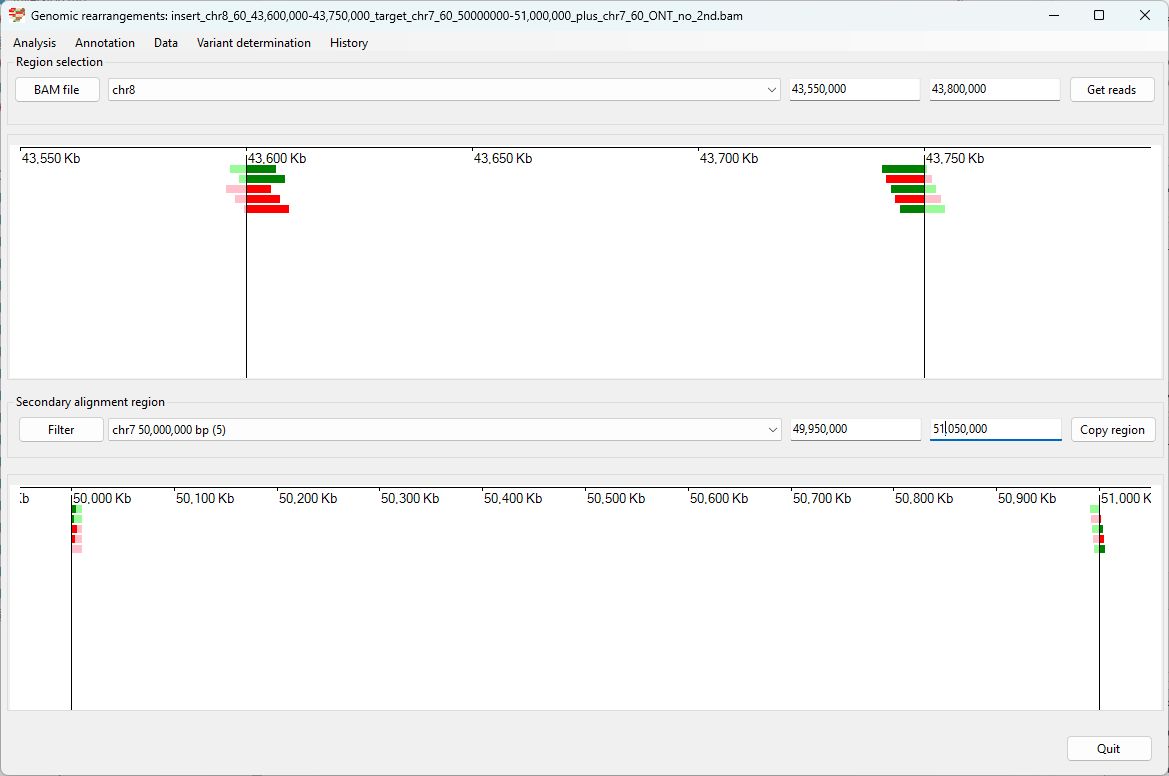 Genomic rearrangements: insert_chr8_60_43,600,000-43,750,000_target_chr7_60_50000000-51,000,000_plus_chr7_60_ONT_no_2nd.bam
Analysis Annotation Data Variant determination History
Region selection
BAM file chr8 43,550,000 43,800,000 Get reads
43,550 Kb 43,600 Kb 43,650 Kb 43,700 Kb 43,750 Kb
Secondary alignment region
Filter chr7 50,000,000 bp (5) 49,950,000 51,050,000 Copy region
b 50,000 Kb 50,100 Kb 50,200 Kb 50,300 Kb 50,400 Kb 50,500 Kb 50,600 Kb 50,700 Kb 50,800 Kb 50,900 Kb 51,000 K
Quit